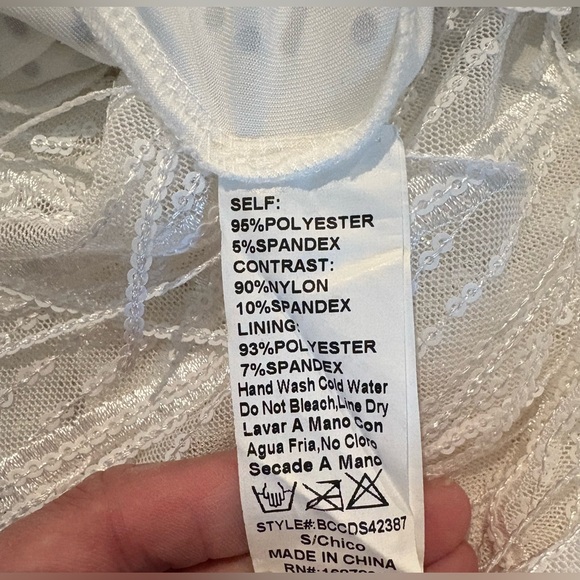 SELF:
95%POLYESTER
5%SPANDEX
CONTRAST:
90%NYLON
10%SPANDEX
LINING:
93%POLYESTER
7%SPANDEX
Hand Wash Cold Water
Do Not Bleach,Line Dry
Lavar A Mano Con
Agua Fria,No Cloro
Secade A Mano
STYLE#:BCCDS42387
S/Chico
MADE IN CHINA
RN#: